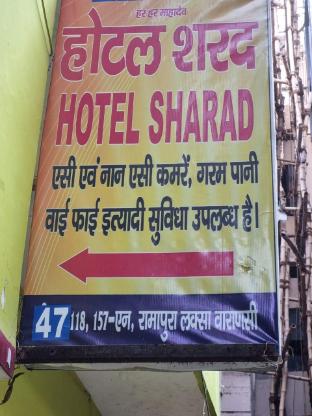 हर हर महादेव
होटल शरद
HOTEL SHARAD
एसी एवं नान एसी कमरें, गरम पानी
वाई फाई इत्यादी सुविधा उपलब्ध है।
47 118, 157-एन, रामापुरा लक्सा वाराणसी